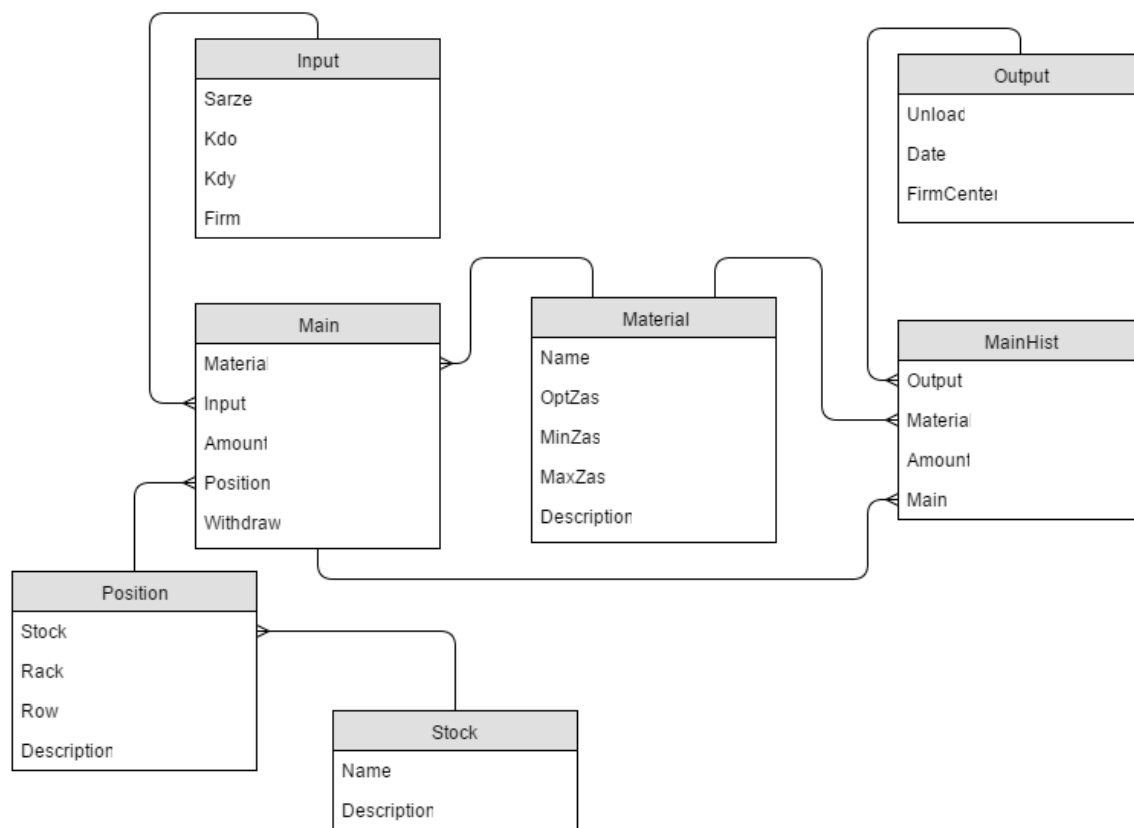 Input
Sarze
Kdo
Kdy
Firm
Output
Unload
Date
FirmCenter
Main
Material
Input
Amount
Position
Withdraw
Material
Name
OptZas
MinZas
MaxZas
Description
MainHist
Output
Material
Amount
Main
Position
Stock
Rack
Row
Description
Stock
Name
Description